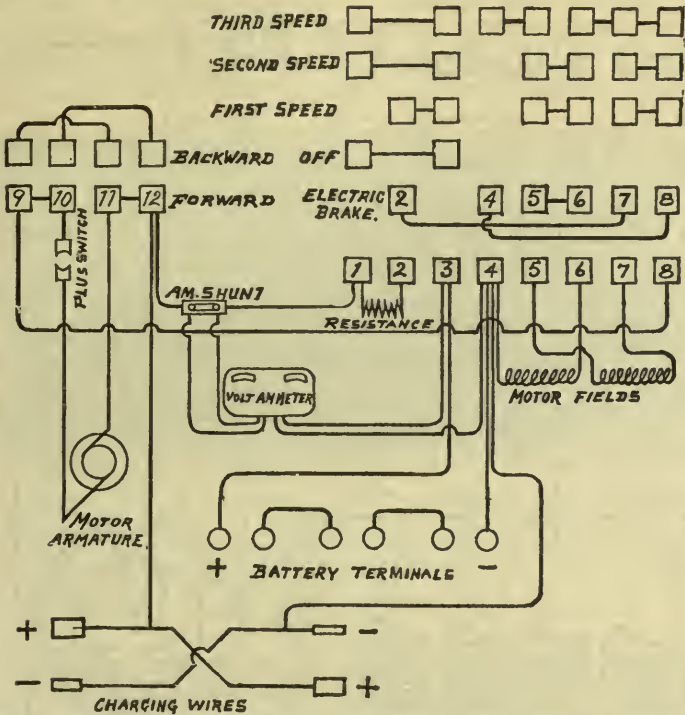 THIRD SPEED
SECOND SPEED
FIRST SPEED
BACKWARD OFF
9 10 11 12 FORWARD
ELECTRIC BRAKE.
2 4 5 6 7 8
PLUS SWITCH
AM. SHUNT
1 2 3 4 5 6 7 8
RESISTANCE
VOLT AMMETER
MOTOR FIELDS
MOTOR
ARMATURE.
+ BATTERY TERMINALS -
+ -
- +
CHARGING WIRES